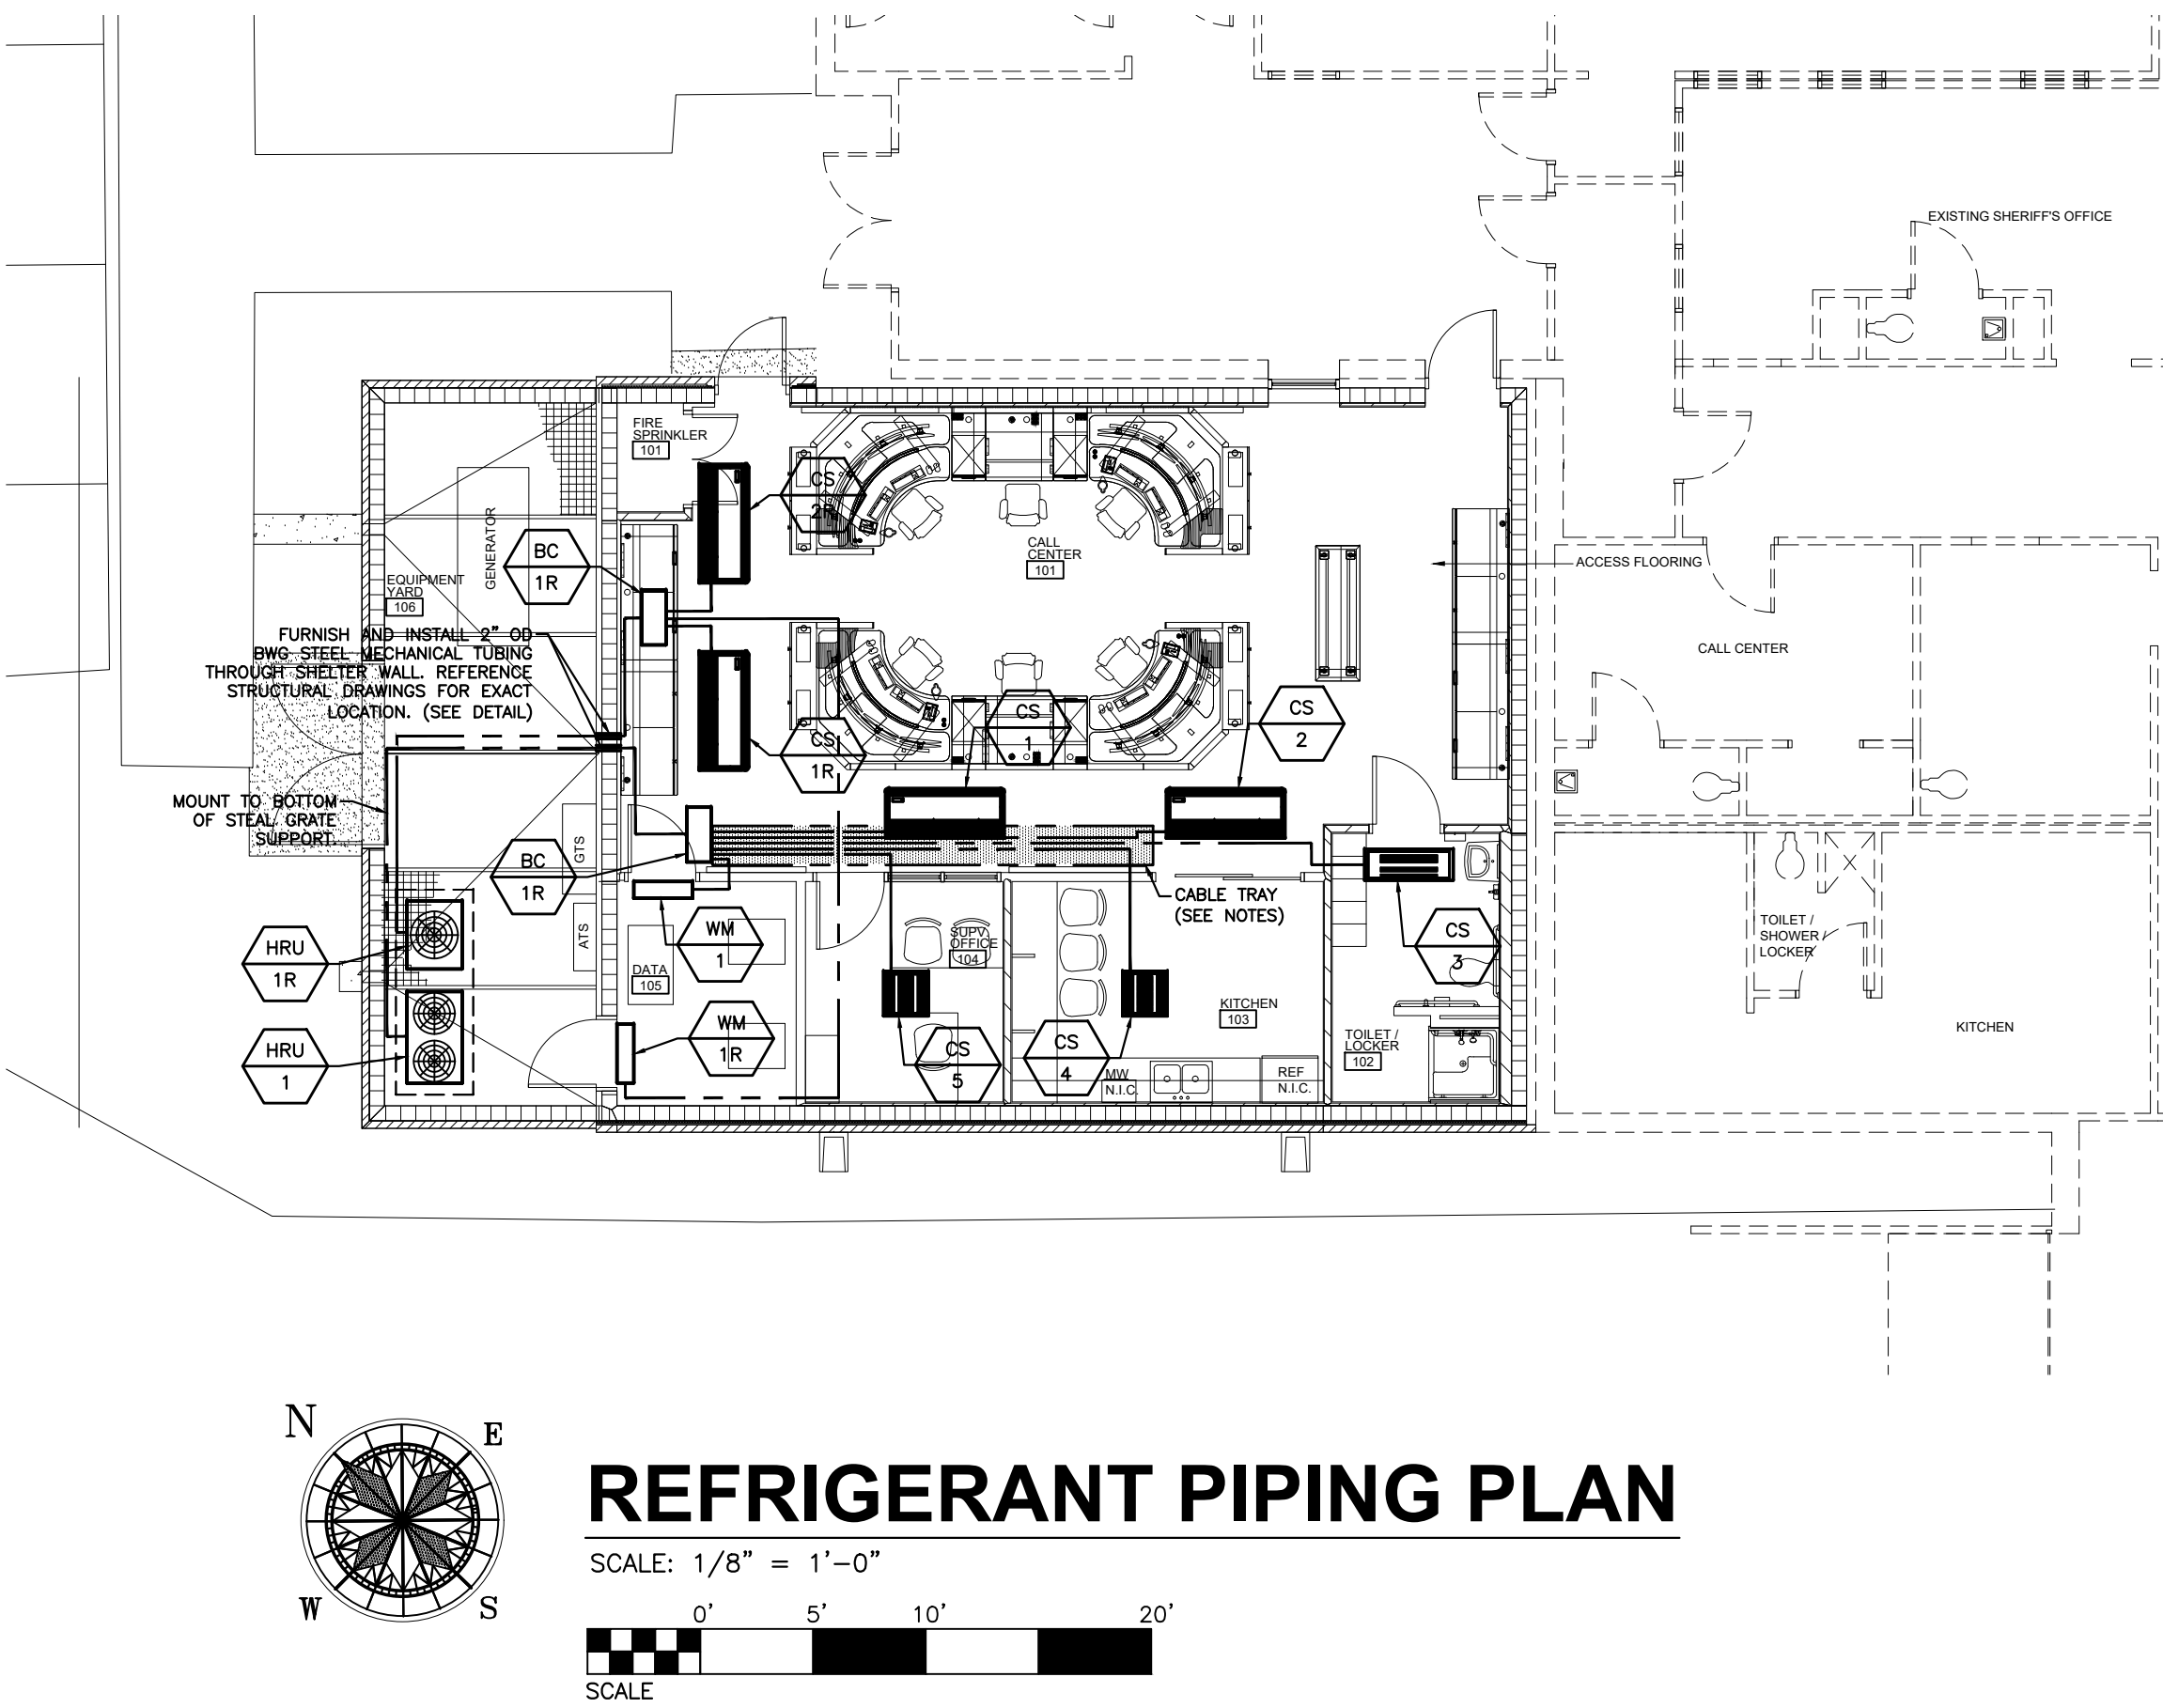 EXISTING SHERIFF'S OFFICE
FIRE
SPRINKLER
101
CS
2R
GENERATOR
BC
1R
CALL
CENTER
101
ACCESS FLOORING
EQUIPMENT
YARD
106
FURNISH AND INSTALL 2" OD
BWG STEEL MECHANICAL TUBING
THROUGH SHELTER WALL. REFERENCE
STRUCTURAL DRAWINGS FOR EXACT
LOCATION. (SEE DETAIL)
CALL CENTER
CS
1
CS
2
CS
1R
MOUNT TO BOTTOM
OF STEAL GRATE
SUPPORT.
GTS
BC
1R
CABLE TRAY
(SEE NOTES)
ATS
WM
1
SUPV.
OFFICE
104
CS
3
TOILET /
SHOWER /
LOCKER
HRU
1R
DATA
105
KITCHEN
103
WM
1R
KITCHEN
TOILET /
LOCKER
102
HRU
1
CS
5
CS
4
MW
N.I.C.
REF
N.I.C.
N
E
W
S
REFRIGERANT PIPING PLAN
SCALE: 1/8" = 1'-0"
0' 5' 10' 20'
SCALE